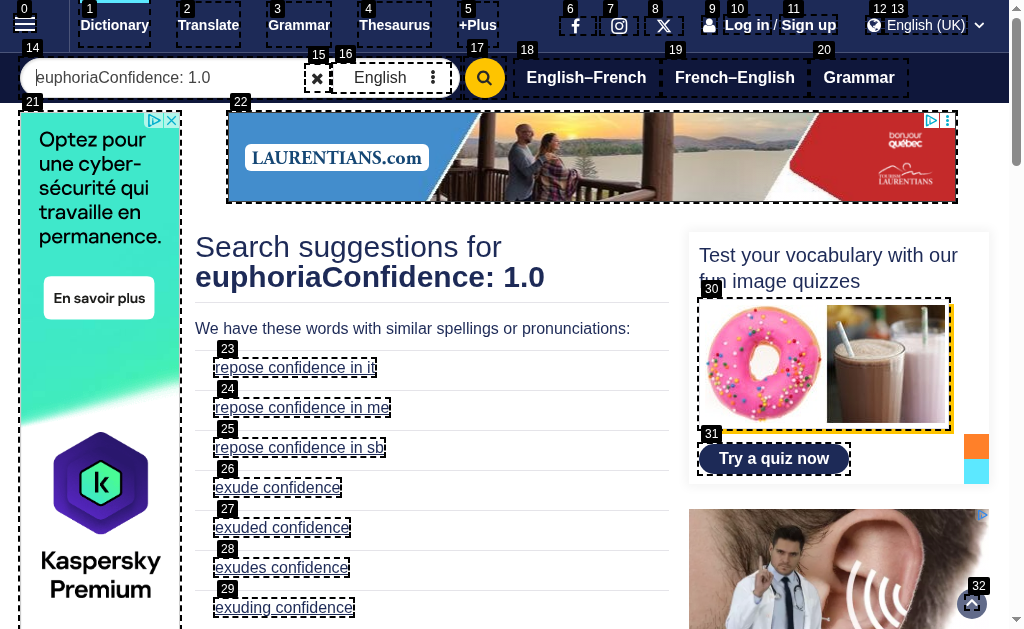 0 1 2 3 4 5 6 7 8 9 10 11 12 13
Dictionary Translate Grammar Thesaurus +Plus Log in / Sign up English (UK)
14 15 16 17 18 19 20
euphoriaConfidence: 1.0 English English–French French–English Grammar
21 22
Optez pour
une cyber-
sécurité qui
travaille en
permanence.
En savoir plus
Kaspersky
Premium
LAURENTIANS.com
bonjour
québec
TOURISME
LAURENTIANS
Search suggestions for
euphoriaConfidence: 1.0
We have these words with similar spellings or pronunciations:
23
repose confidence in it
24
repose confidence in me
25
repose confidence in sb
26
exude confidence
27
exuded confidence
28
exudes confidence
29
exuding confidence
Test your vocabulary with our
fun image quizzes
30
31
Try a quiz now
32